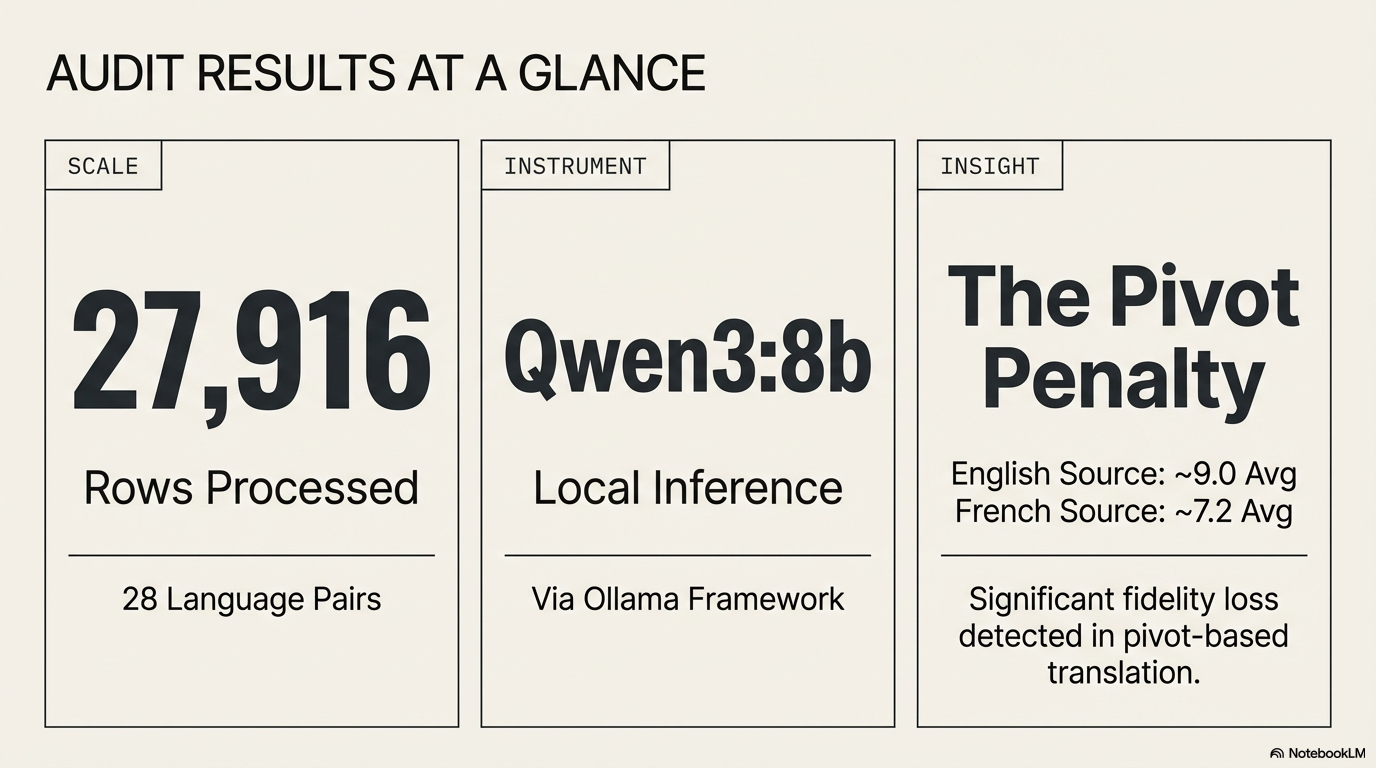 AUDIT RESULTS AT A GLANCE
SCALE
27,916
Rows Processed
28 Language Pairs
INSTRUMENT
Qwen3:8b
Local Inference
Via Ollama Framework
INSIGHT
The Pivot
Penalty
English Source: ~9.0 Avg
French Source: ~7.2 Avg
Significant fidelity loss
detected in pivot-based
translation.
NotebookLM